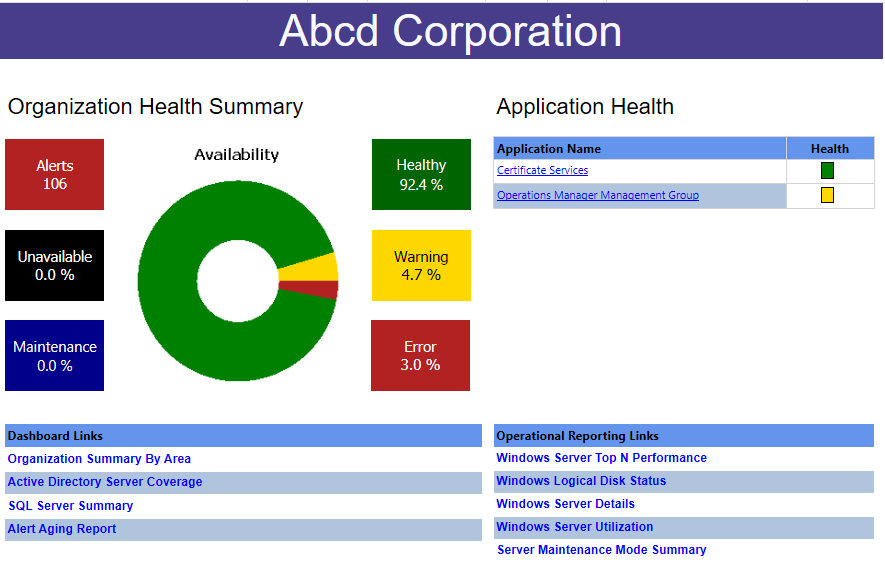 Abcd Corporation
Organization Health Summary
Alerts
106
Unavailable
0.0 %
Maintenance
0.0 %
Availability
Healthy
92.4 %
Warning
4.7 %
Error
3.0 %
Application Health
Application Name Health
Certificate Services
Operations Manager Management Group
Dashboard Links
Organization Summary By Area
Active Directory Server Coverage
SQL Server Summary
Alert Aging Report
Operational Reporting Links
Windows Server Top N Performance
Windows Logical Disk Status
Windows Server Details
Windows Server Utilization
Server Maintenance Mode Summary